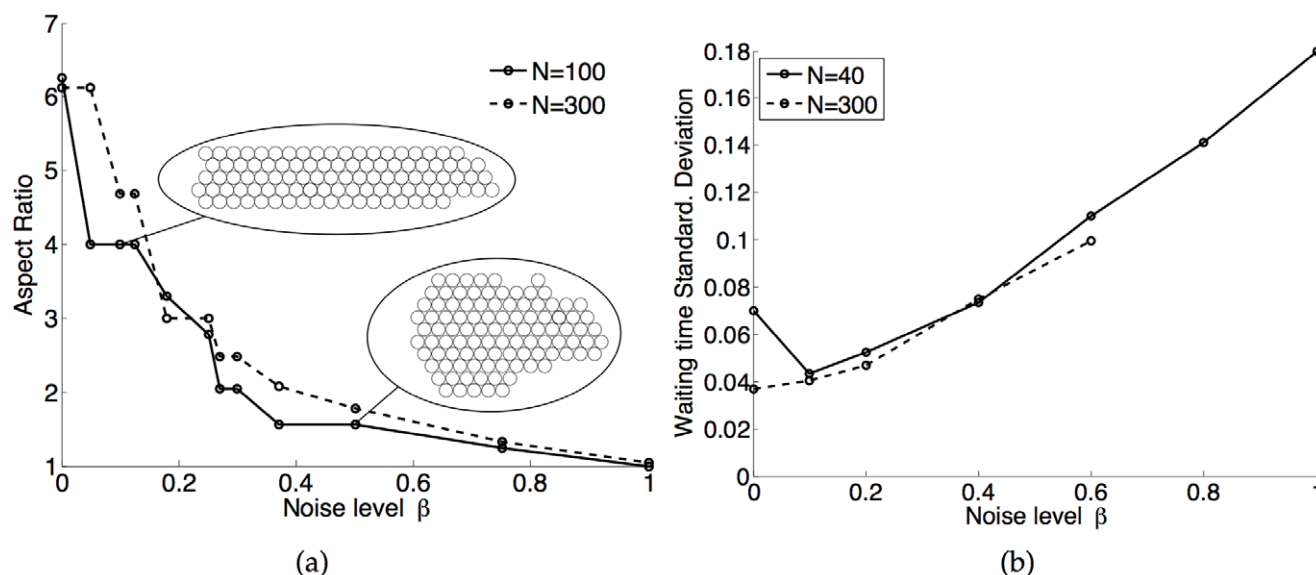 7
6
5
4
3
2
1
Aspect Ratio
N=100
N=300
0
0.2
0.4
0.6
0.8
1
Noise level β
(a)
0.18
0.16
0.14
0.12
0.1
0.08
0.06
0.04
0.02
0
Waiting time Standard. Deviation
N=40
N=300
0
0.2
0.4
0.6
0.8
1
Noise level β
(b)